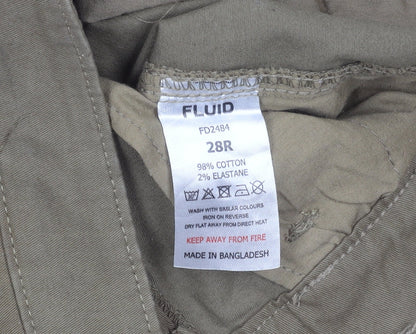 FLUID
FD2484
28R
98% COTTON
2% ELASTANE
WASH WITH SIMILAR COLOURS
IRON ON REVERSE
DRY FLAT AWAY FROM DIRECT HEAT
KEEP AWAY FROM FIRE
MADE IN BANGLADESH